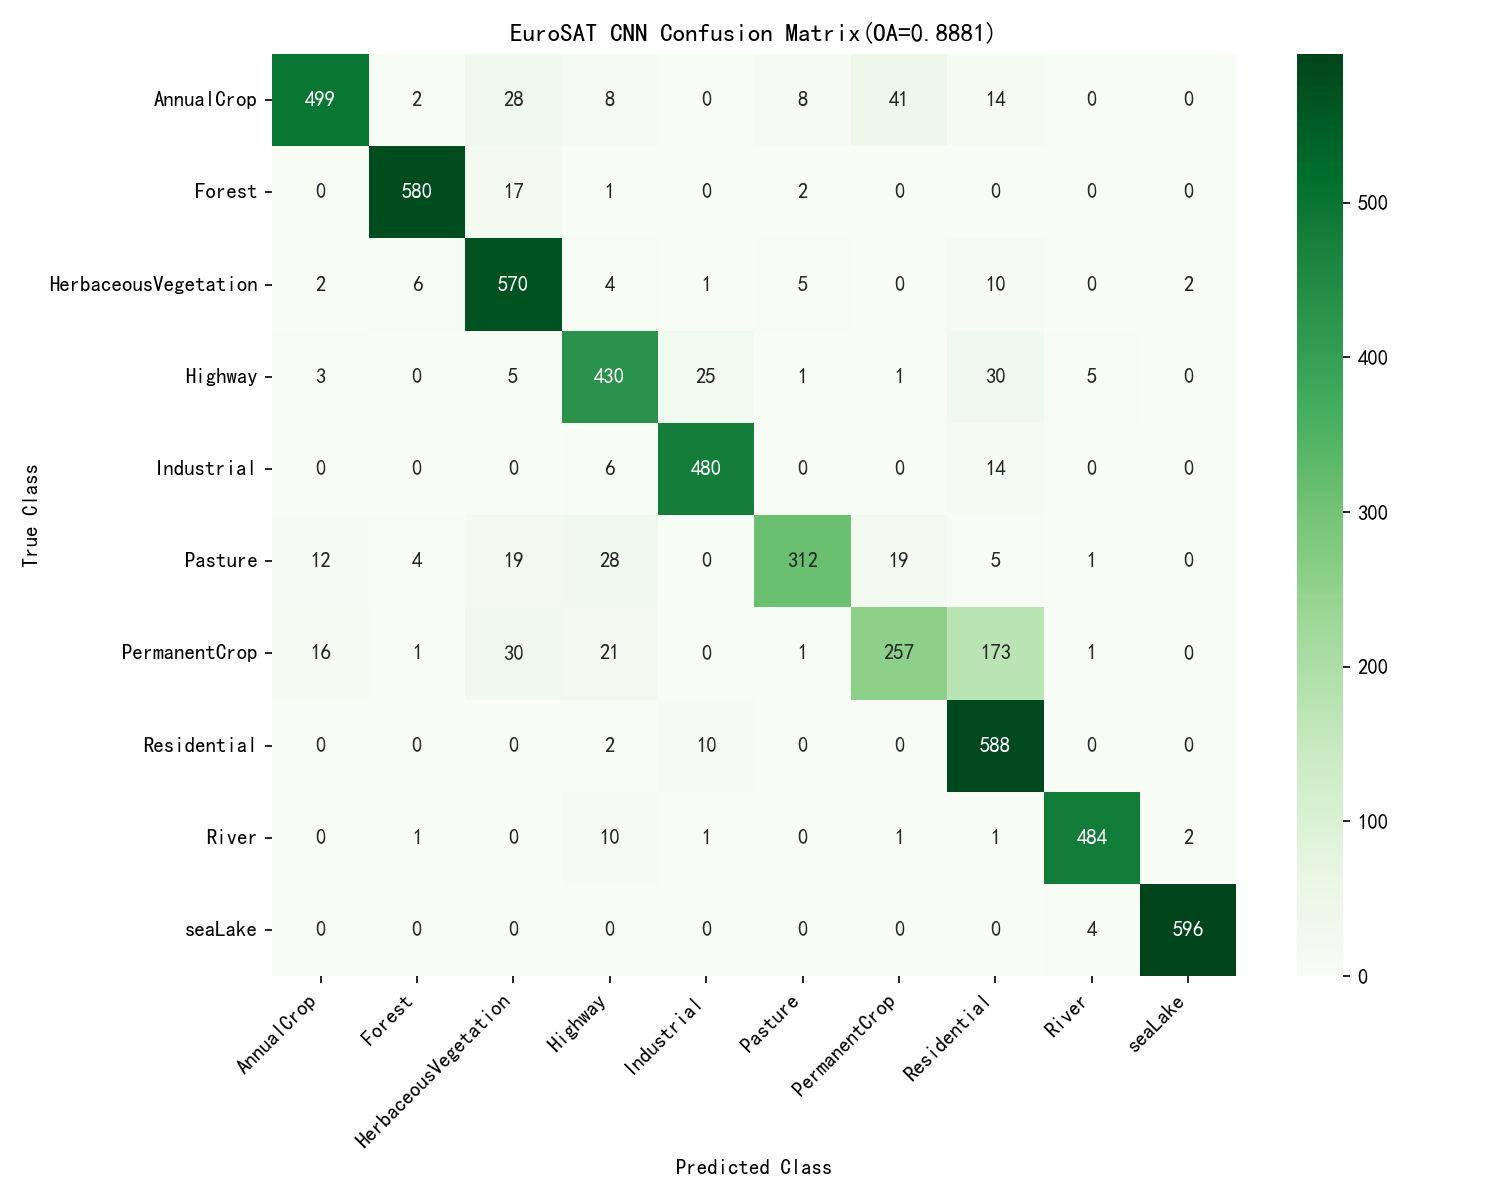 EuroSAT CNN Confusion Matrix(OA=0.8881)
AnnualCrop 499 2 28 8 0 8 41 14 0 0
Forest 0 580 17 1 0 2 0 0 0 0
HerbaceousVegetation 2 6 570 4 1 5 0 10 0 2
Highway 3 0 5 430 25 1 1 30 5 0
Industrial 0 0 0 6 480 0 0 14 0 0
Pasture 12 4 19 28 0 312 19 5 1 0
PermanentCrop 16 1 30 21 0 1 257 173 1 0
Residential 0 0 0 2 10 0 0 588 0 0
River 0 1 0 10 1 0 1 1 484 2
seaLake 0 0 0 0 0 0 0 0 4 596
True Class
AnnualCrop Forest HerbaceousVegetation Highway Industrial Pasture PermanentCrop Residential River seaLake
Predicted Class
500
400
300
200
100
0